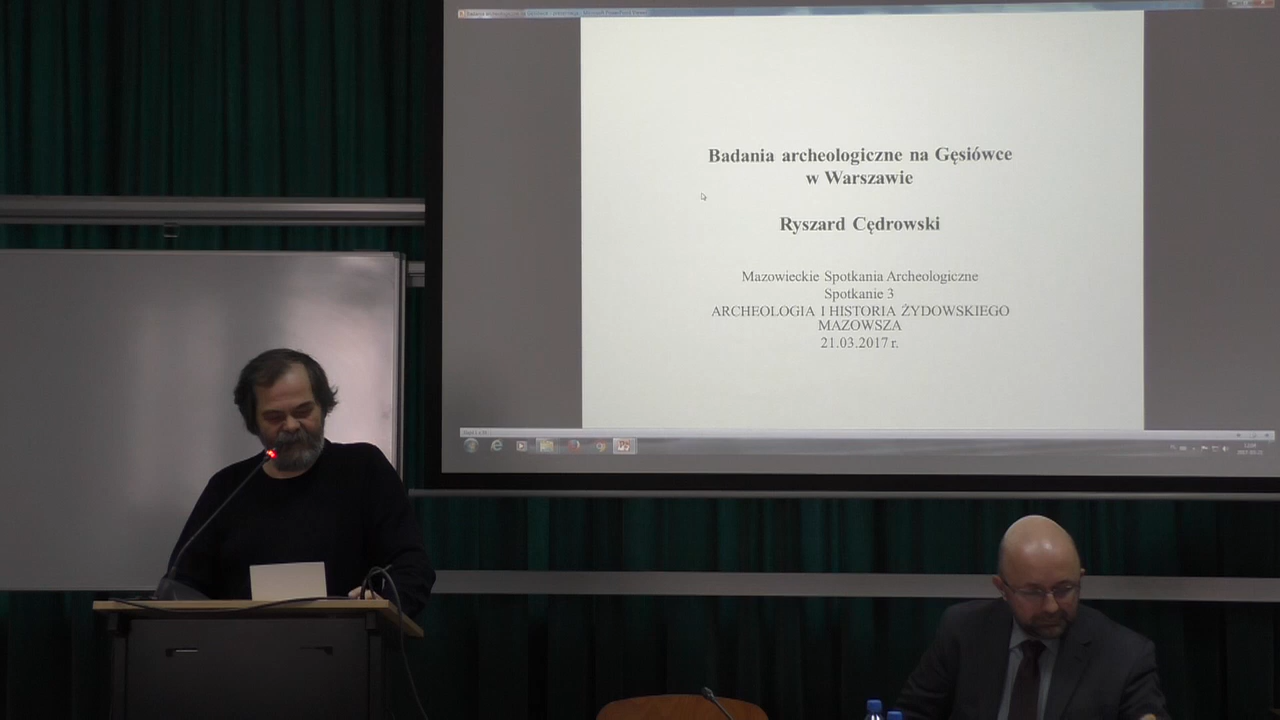 Badania archeologiczne na Gęsiówce
w Warszawie
Ryszard Cędrowski
Mazowieckie Spotkania Archeologiczne
Spotkanie 3
ARCHEOLOGIA I HISTORIA ŻYDOWSKIEGO
MAZOWSZA
21.03.2017 r.